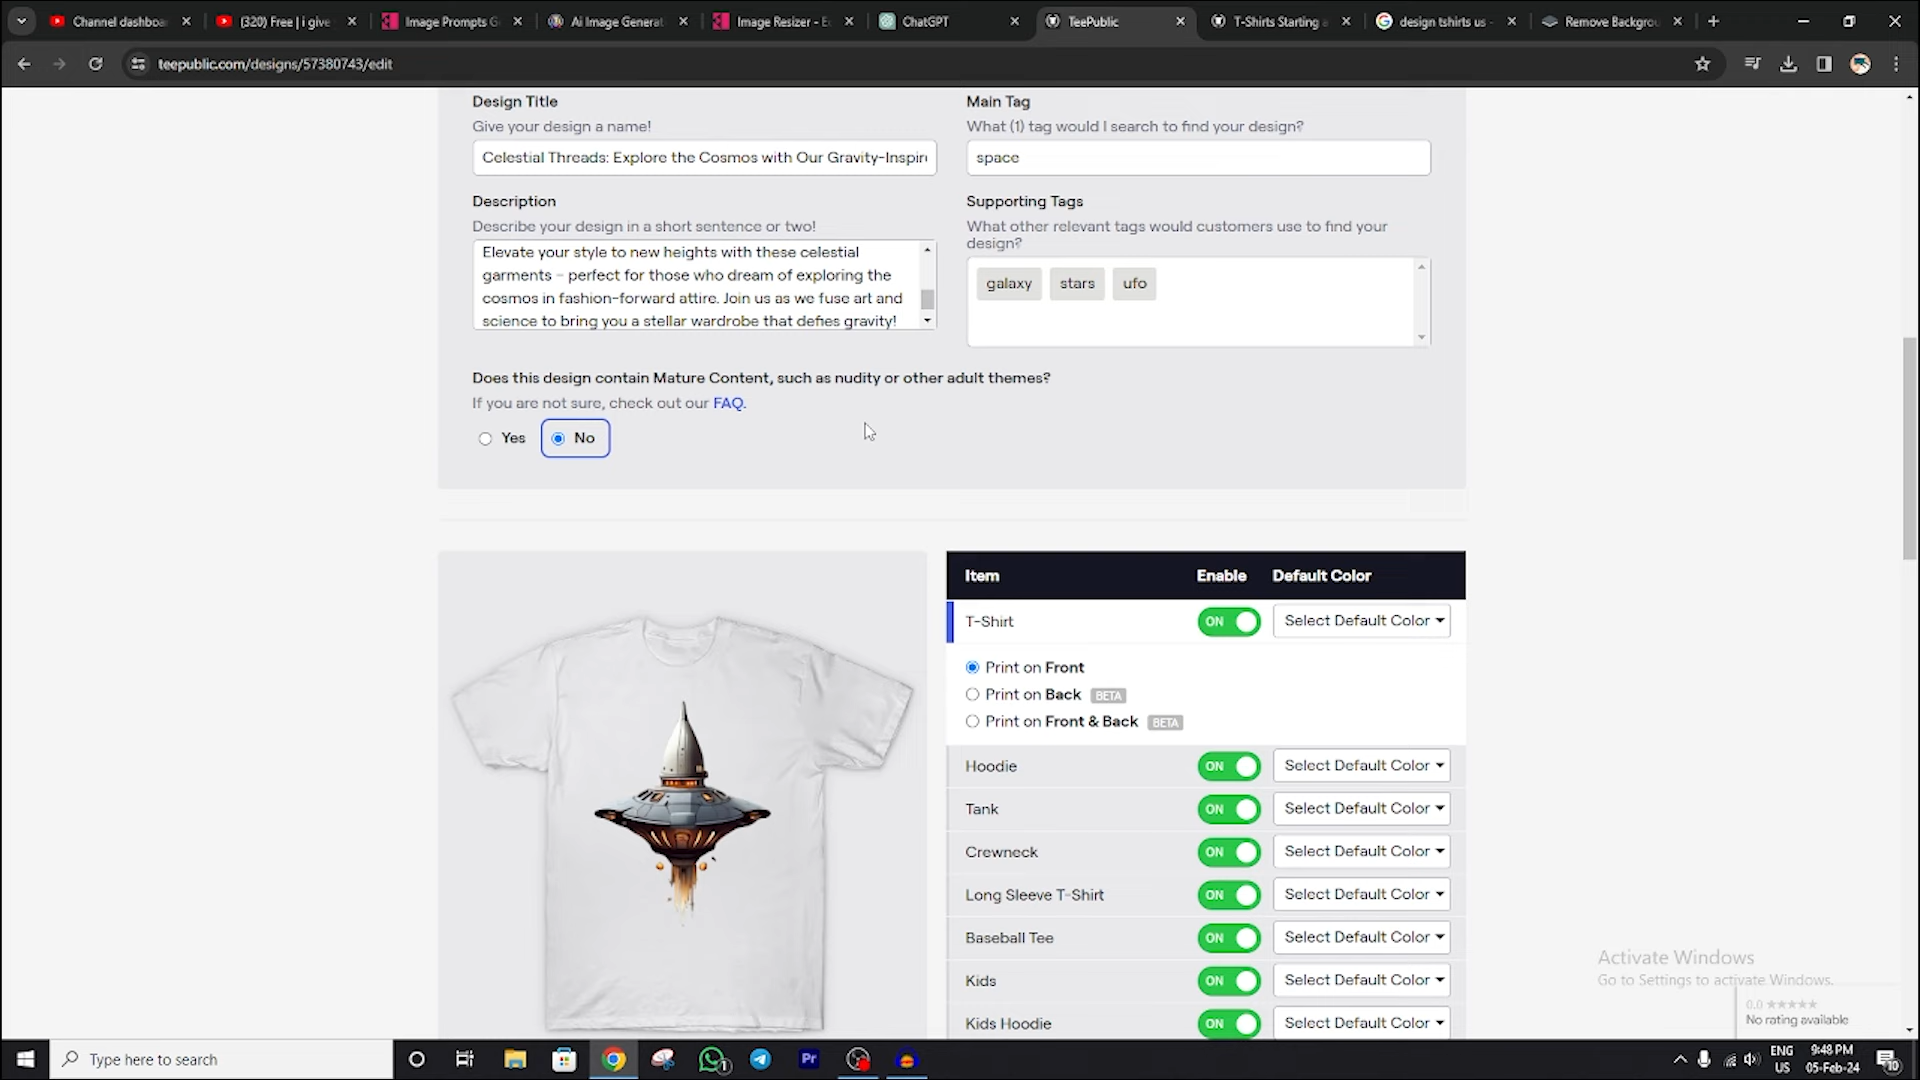 Channel dashboa
(320) Free | i give
Image Prompts G
Ai Image Generat
Image Resizer - E
ChatGPT
TeePublic
T-Shirts Starting a
design tshirts us -
Remove Backgrou
teepublic.com/designs/57380743/edit
Design Title
Give your design a name!
Celestial Threads: Explore the Cosmos with Our Gravity-Inspir
Main Tag
What (1) tag would I search to find your design?
space
Description
Describe your design in a short sentence or two!
Elevate your style to new heights with these celestial
garments – perfect for those who dream of exploring the
cosmos in fashion-forward attire. Join us as we fuse art and
science to bring you a stellar wardrobe that defies gravity!
Supporting Tags
What other relevant tags would customers use to find your
design?
galaxy stars ufo
Does this design contain Mature Content, such as nudity or other adult themes?
If you are not sure, check out our FAQ.
Yes No
Item Enable Default Color
T-Shirt ON Select Default Color
Print on Front
Print on Back BETA
Print on Front & Back BETA
Hoodie ON Select Default Color
Tank ON Select Default Color
Crewneck ON Select Default Color
Long Sleeve T-Shirt ON Select Default Color
Baseball Tee ON Select Default Color
Kids ON Select Default Color
Kids Hoodie ON Select Default Color
Activate Windows
Go to Settings to activate Windows.
0.0 ★★★★★
No rating available
Type here to search
Pr
1
ENG
US
9:48 PM
05-Feb-24
10